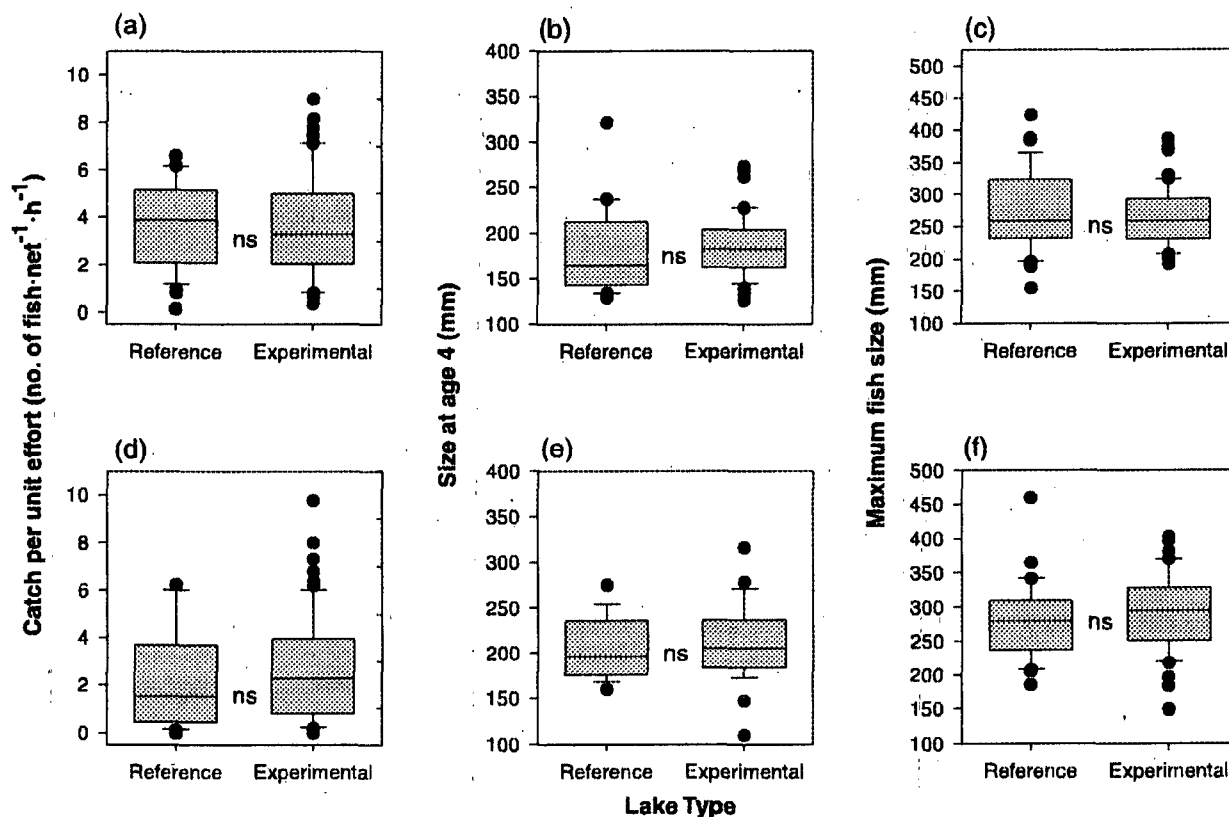 (a)
(b)
(c)
Catch per unit effort (no. of fish·net⁻¹·h⁻¹)
10
8
6
4
2
0
ns
Reference Experimental
Size at age 4 (mm)
400
350
300
250
200
150
100
ns
Reference Experimental
Maximum fish size (mm)
500
450
400
350
300
250
200
150
100
ns
Reference Experimental
(d)
(e)
(f)
10
8
6
4
2
0
ns
Reference Experimental
400
350
300
250
200
150
100
ns
Reference Experimental
500
450
400
350
300
250
200
150
100
ns
Reference Experimental
Lake Type